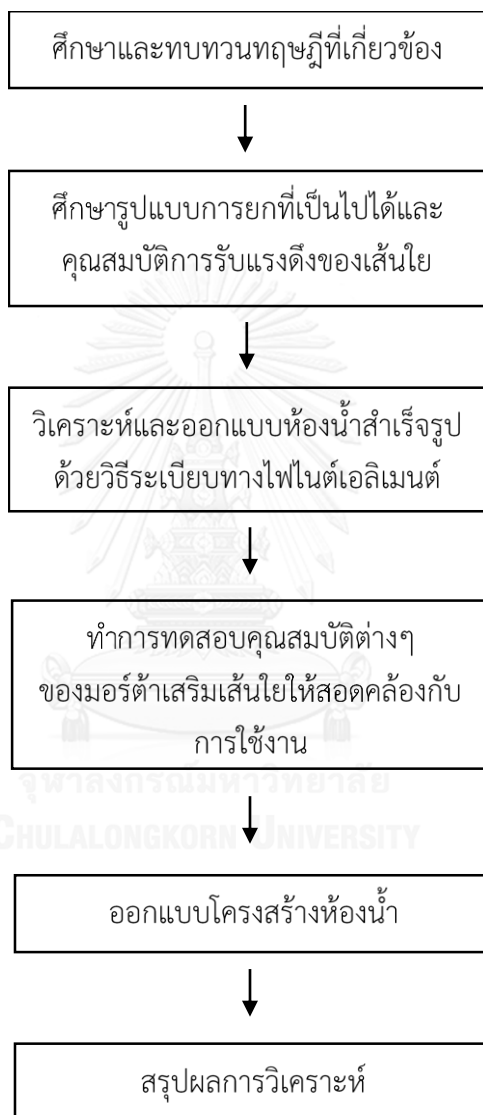 ศึกษาและทบทวนทฤษฎีที่เกี่ยวข้อง
ศึกษารูปแบบการยกที่เป็นไปได้และ
คุณสมบัติการรับแรงดึงของเส้นใย
วิเคราะห์และออกแบบห้องน้ำสำเร็จรูป
ด้วยวิธีระเบียบทางไฟไนต์เอลิเมนต์
ทำการทดสอบคุณสมบัติต่างๆ
ของมอร์ต้าเสริมเส้นใยให้สอดคล้องกับ
การใช้งาน
จุฬาลงกรณ์มหาวิทยาลัย
CHULALONGKORN UNIVERSITY
ออกแบบโครงสร้างห้องน้ำ
สรุปผลการวิเคราะห์